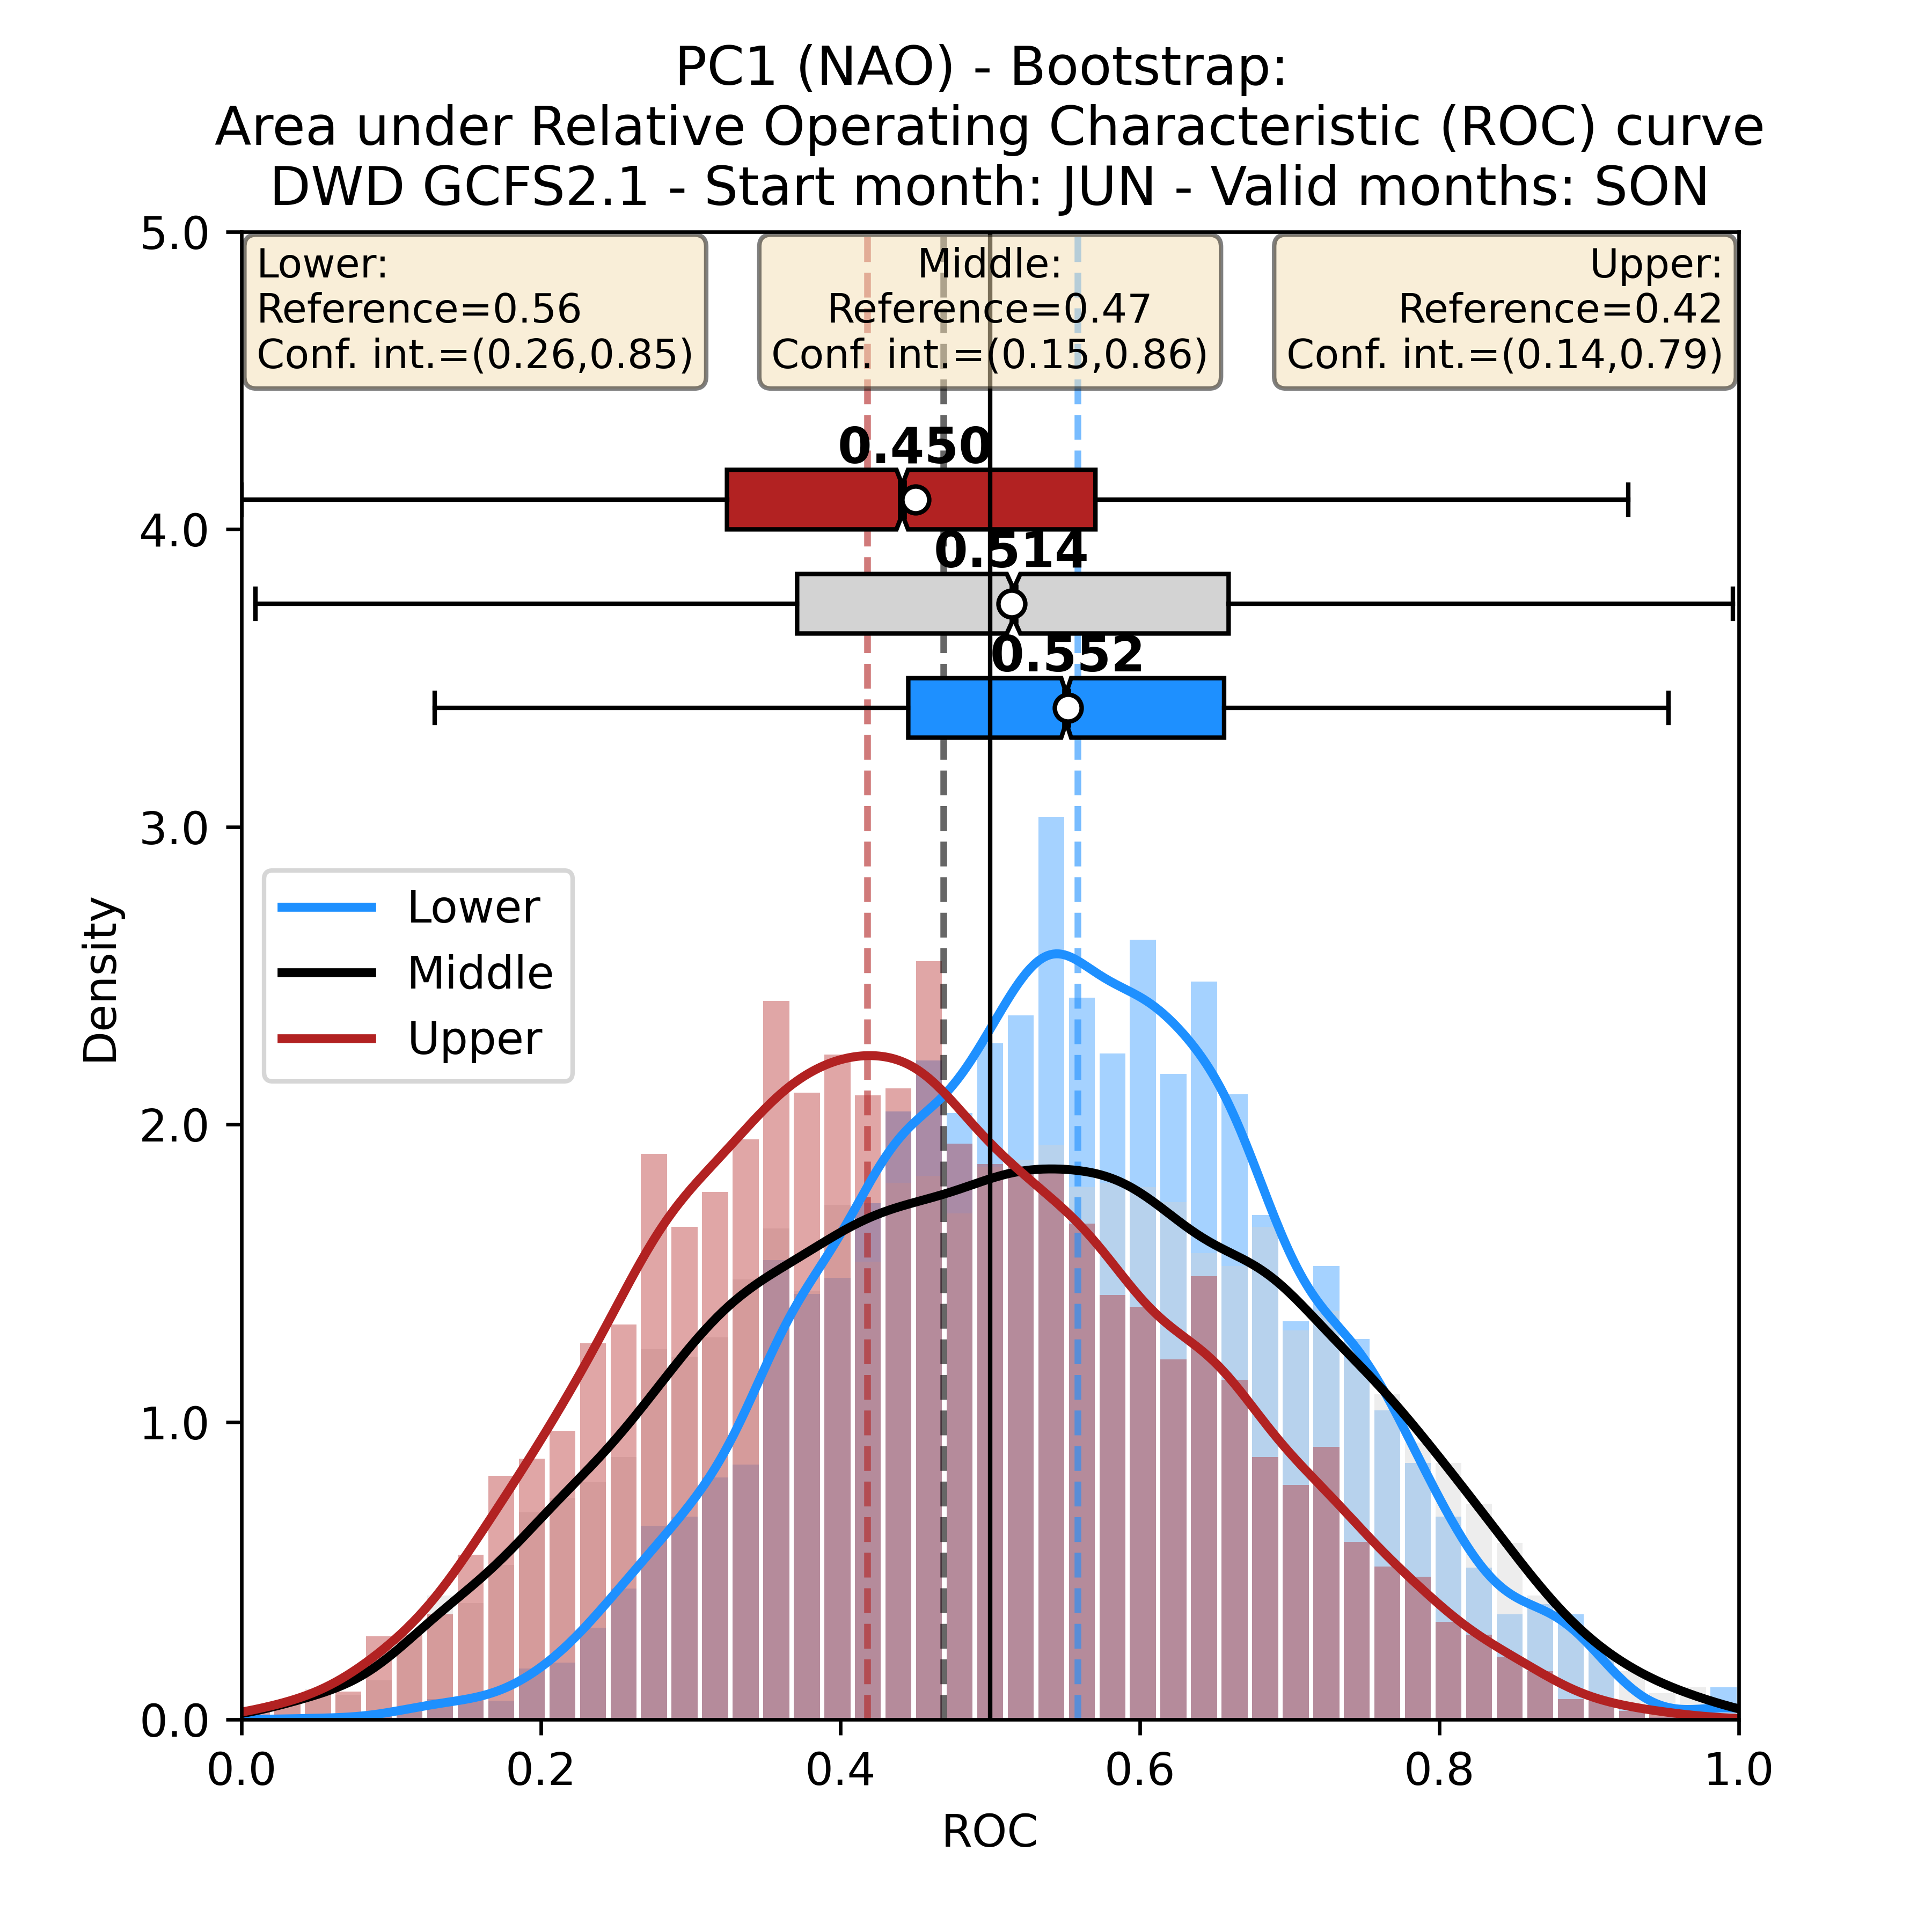 PC1 (NAO) - Bootstrap:
Area under Relative Operating Characteristic (ROC) curve
DWD GCFS2.1 - Start month: JUN - Valid months: SON
Lower:
Reference=0.56
Conf. int.=(0.26,0.85)
Middle:
Reference=0.47
Conf. int.=(0.15,0.86)
Upper:
Reference=0.42
Conf. int.=(0.14,0.79)
0.450
0.514
0.552
Lower
Middle
Upper
Density
5.0
4.0
3.0
2.0
1.0
0.0
0.0 0.2 0.4 0.6 0.8 1.0
ROC